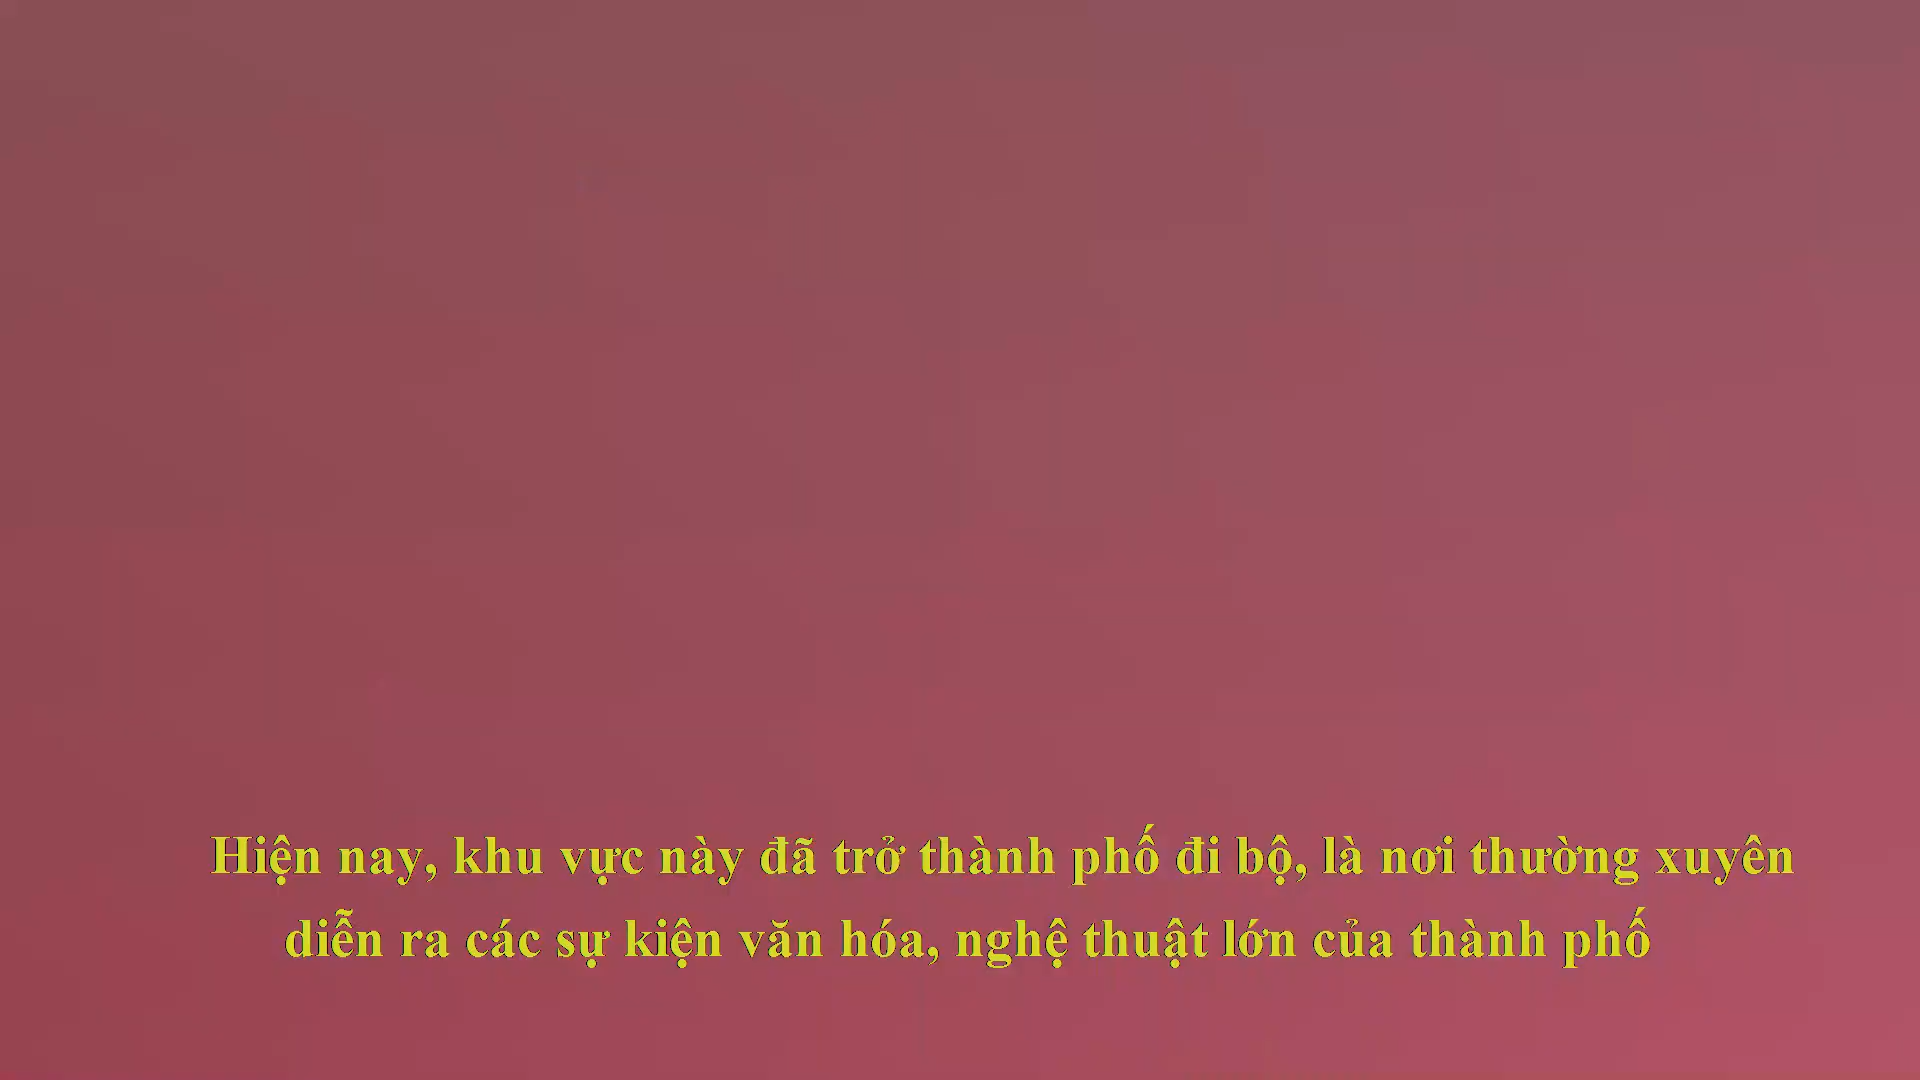 Hiện nay, khu vực này đã trở thành phố đi bộ, là nơi thường xuyên
diễn ra các sự kiện văn hóa, nghệ thuật lớn của thành phố